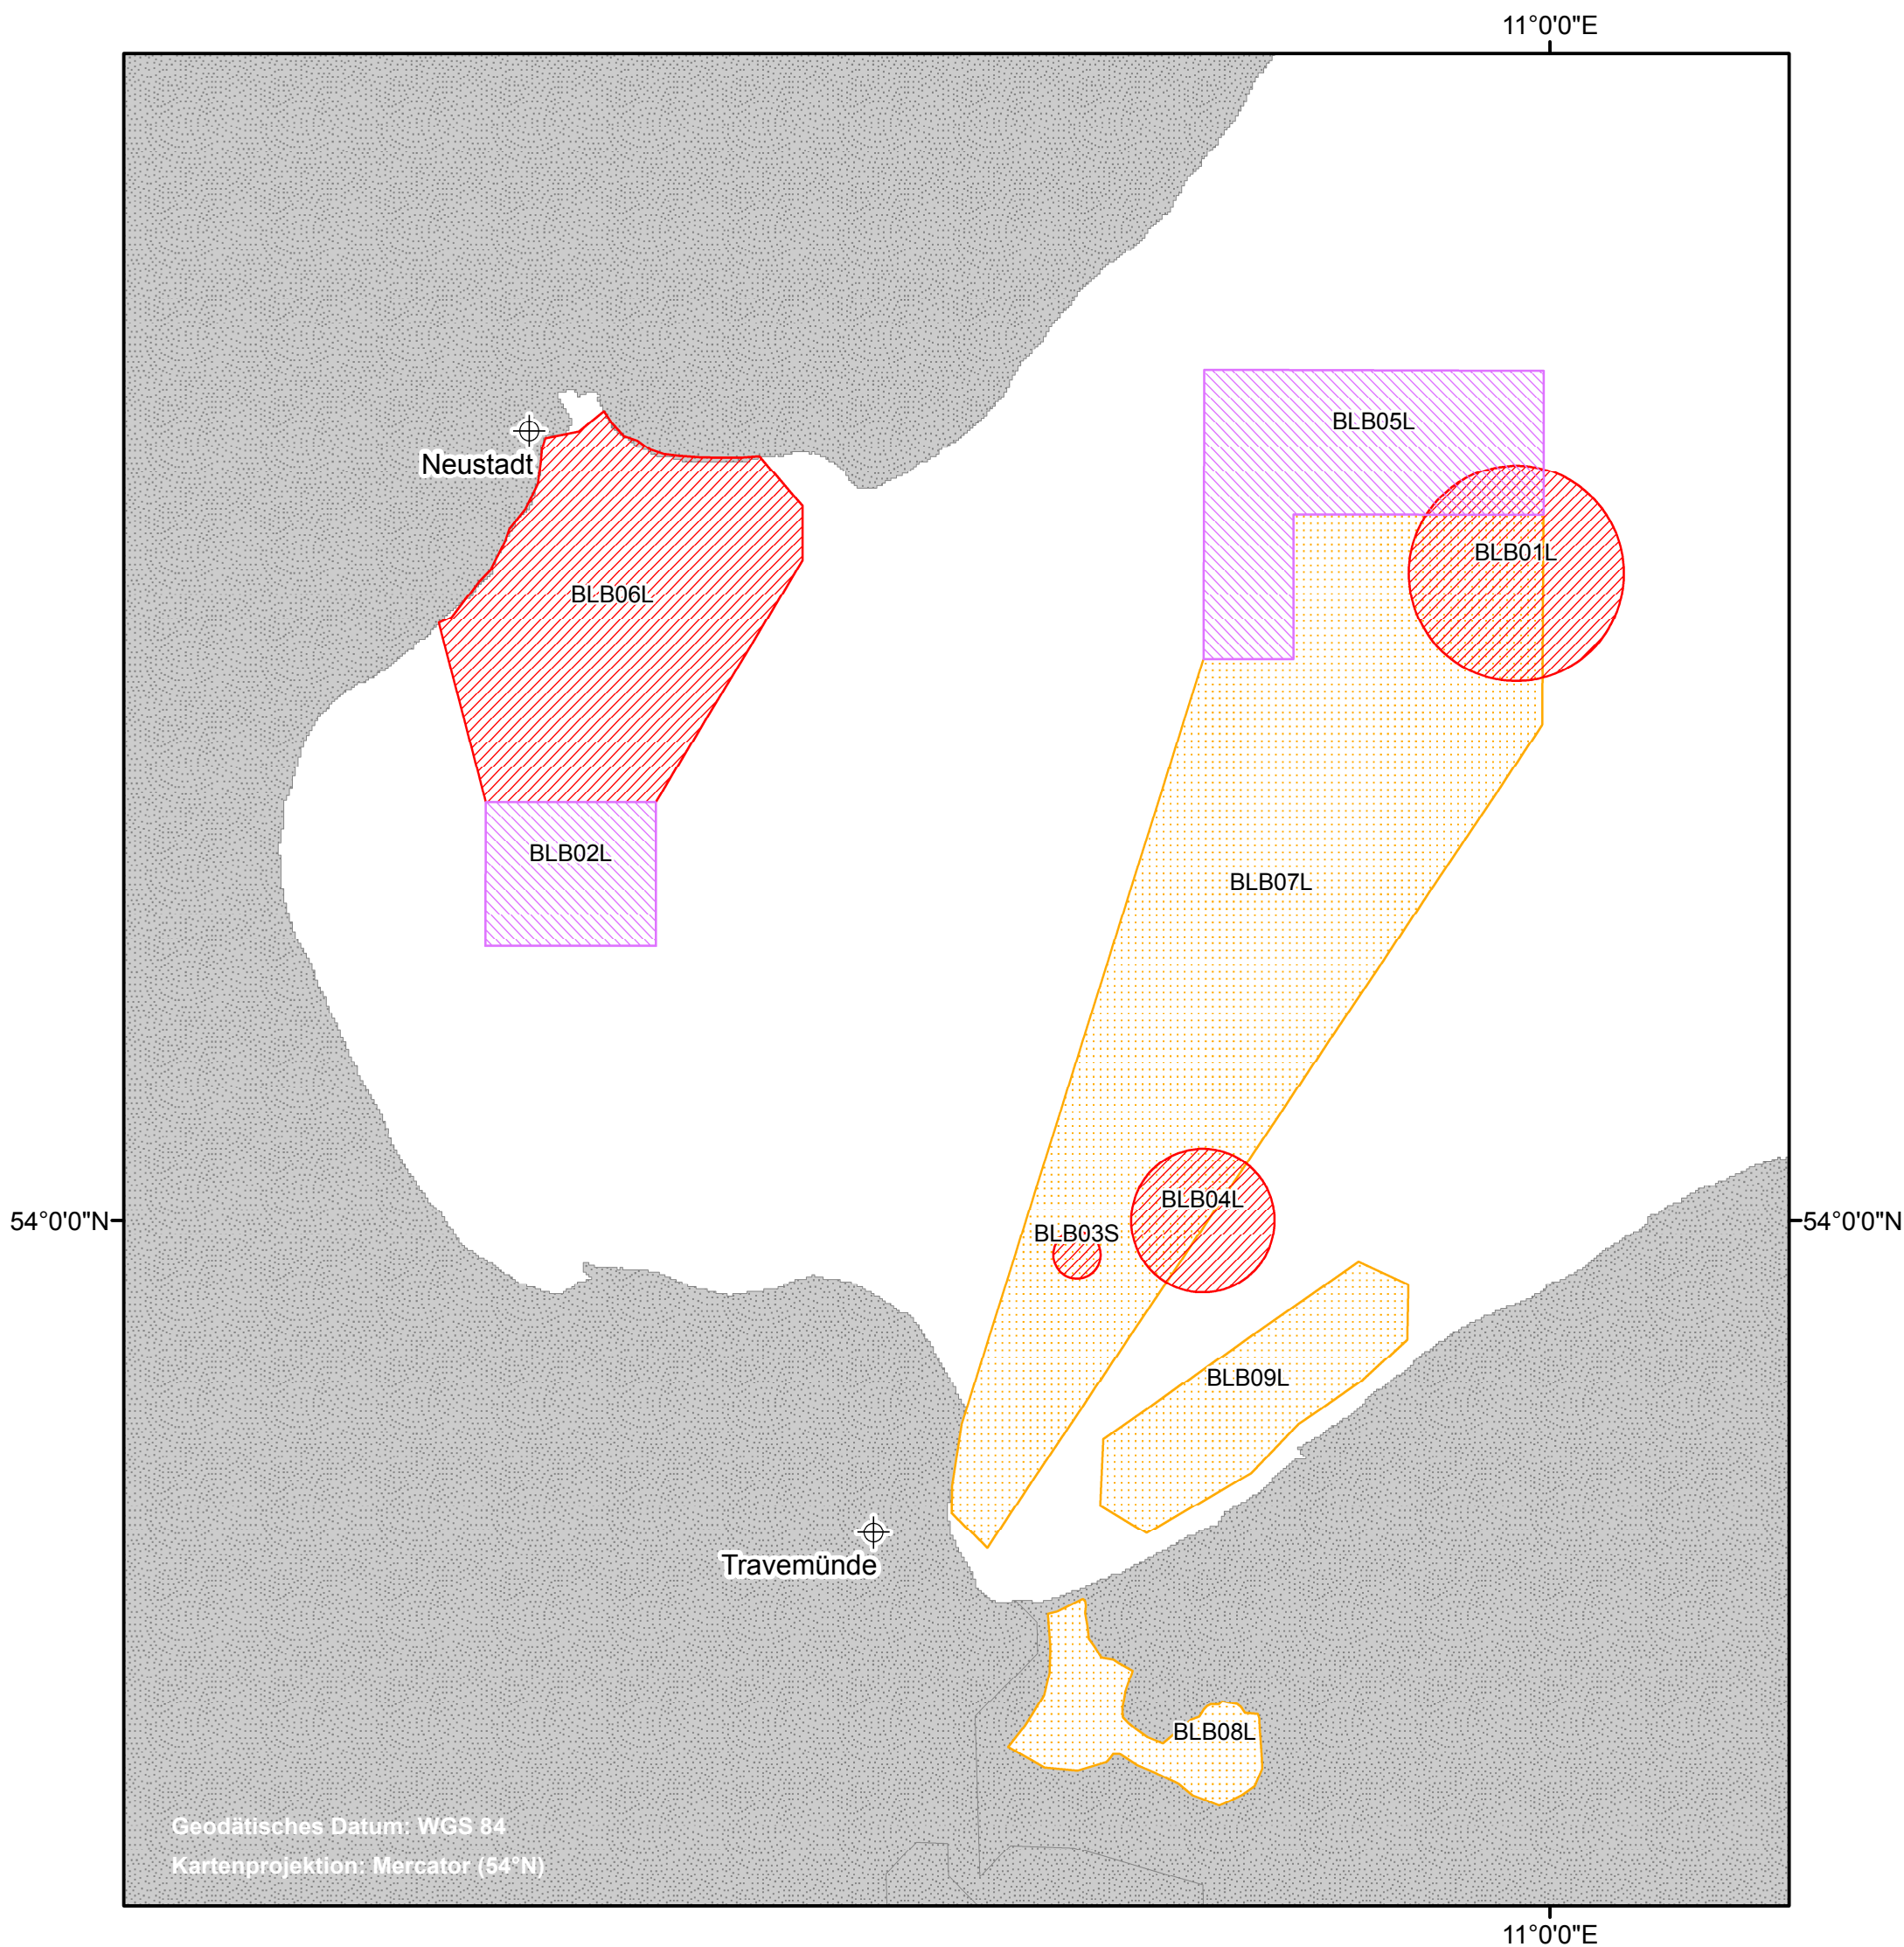 11°0'0"E
BLB05L
Neustadt
BLB01L
BLB06L
BLB02L
BLB07L
BLB04L
54°0'0"N
54°0'0"N
BLB03S
BLB09L
Travemünde
BLB08L
Geodätisches Datum: WGS 84
Kartenprojektion: Mercator (54°N)
11°0'0"E